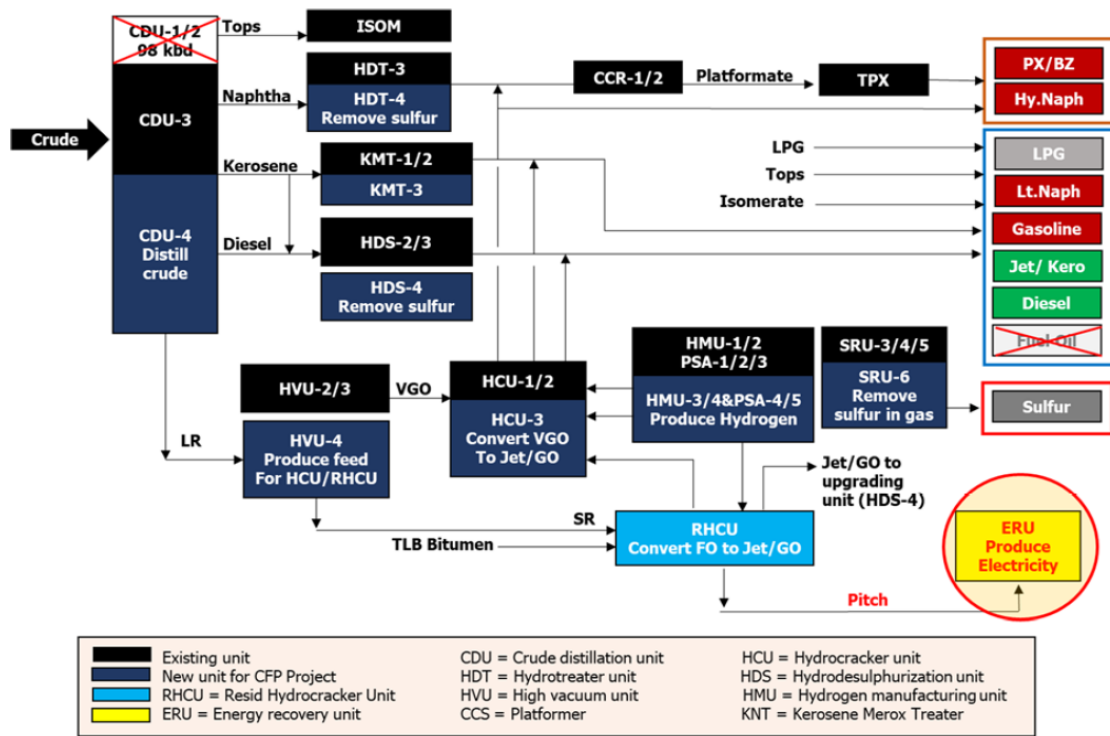 CDU-1/2
98 kbd
Tops
ISOM
HDT-3
CCR-1/2
Platformate
TPX
PX/BZ
Naphtha
HDT-4
Remove sulfur
Hy.Naph
CDU-3
Crude
LPG
LPG
Kerosene
KMT-1/2
Tops
KMT-3
Lt.Naph
Isomerate
CDU-4
Distill
crude
Diesel
HDS-2/3
Gasoline
HDS-4
Remove sulfur
Jet/ Kero
Diesel
Fuel Oil
HMU-1/2
PSA-1/2/3
SRU-3/4/5
HVU-2/3
VGO
HCU-1/2
HMU-3/4&PSA-4/5
Produce Hydrogen
SRU-6
Remove
sulfur in gas
Sulfur
HCU-3
Convert VGO
To Jet/GO
LR
HVU-4
Produce feed
For HCU/RHCU
Jet/GO to
upgrading
unit (HDS-4)
SR
TLB Bitumen
RHCU
Convert FO to Jet/GO
ERU
Produce
Electricity
Pitch
Existing unit
New unit for CFP Project
RHCU = Resid Hydrocracker Unit
ERU = Energy recovery unit
CDU = Crude distillation unit
HDT = Hydrotreater unit
HVU = High vacuum unit
CCS = Platformer
HCU = Hydrocracker unit
HDS = Hydrodesulphurization unit
HMU = Hydrogen manufacturing unit
KNT = Kerosene Merox Treater